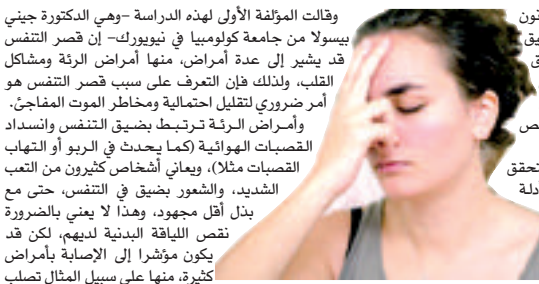 وقالت المؤلفة الأولى لهذه الدراسة -وهي الدكتورة جيني
بيسولا من جامعة كولومبيا في نيويورك- إن قصر التنفس
قد يشير إلى عدة أمراض، منها أمراض الرئة ومشاكل
القلب، ولذلك فإن التعرف على سبب قصر التنفس هو
أمر ضروري لتقليل احتمالية ومخاطر الموت المفاجئ.
وأمراض الرئة ترتبط بضيق التنفس وانسداد
القصبات الهوائية (كما يحدث في الربو أو التهاب
القصبات مثلا)، ويعاني أشخاص كثيرون من التعب
الشديد، والشعور بضيق في التنفس، حتى مع
بذل أقل مجهود، وهذا لا يعني بالضرورة
نقص اللياقة البدنية لديهم، لكن قد
يكون مؤشرا إلى الإصابة بأمراض
كثيرة، منها على سبيل المثال تصلب